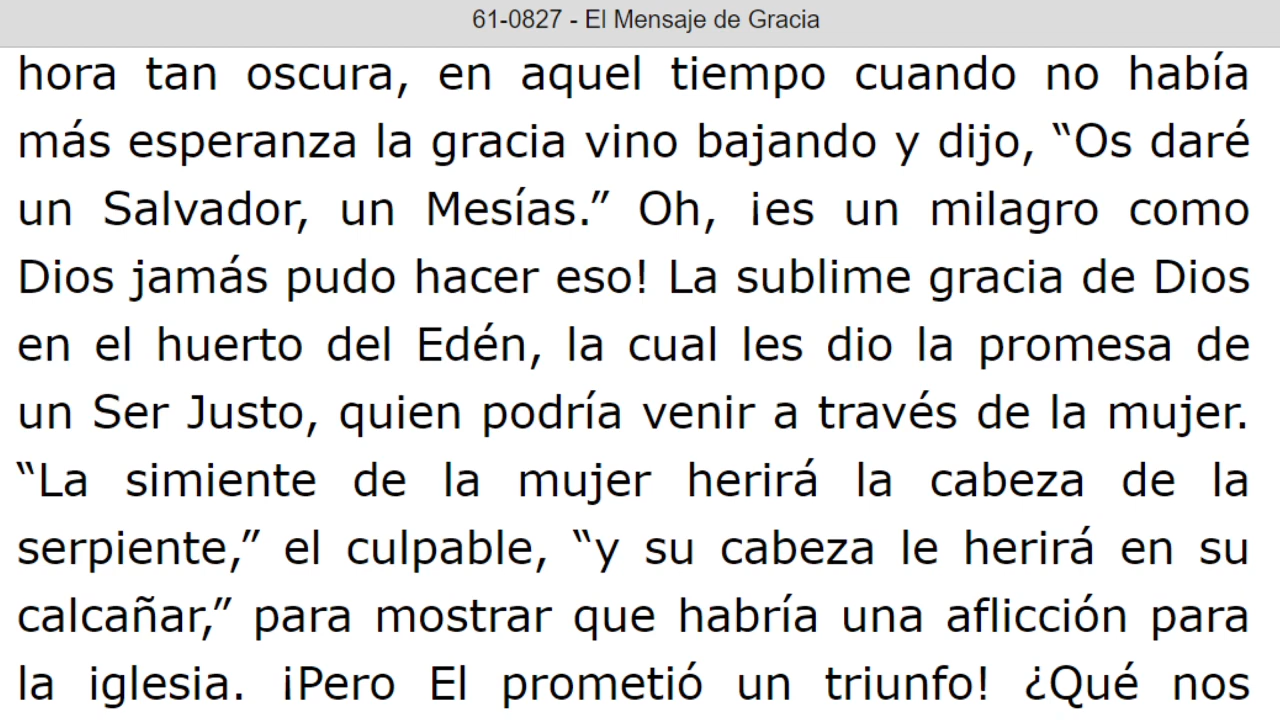 61-0827 - El Mensaje de Gracia
hora tan oscura, en aquel tiempo cuando no había
más esperanza la gracia vino bajando y dijo, “Os daré
un Salvador, un Mesías.” Oh, ¡es un milagro como
Dios jamás pudo hacer eso! La sublime gracia de Dios
en el huerto del Edén, la cual les dio la promesa de
un Ser Justo, quien podría venir a través de la mujer.
“La simiente de la mujer herirá la cabeza de la
serpiente,” el culpable, “y su cabeza le herirá en su
calcañar,” para mostrar que habría una aflicción para
la iglesia. ¡Pero El prometió un triunfo! ¿Qué nos